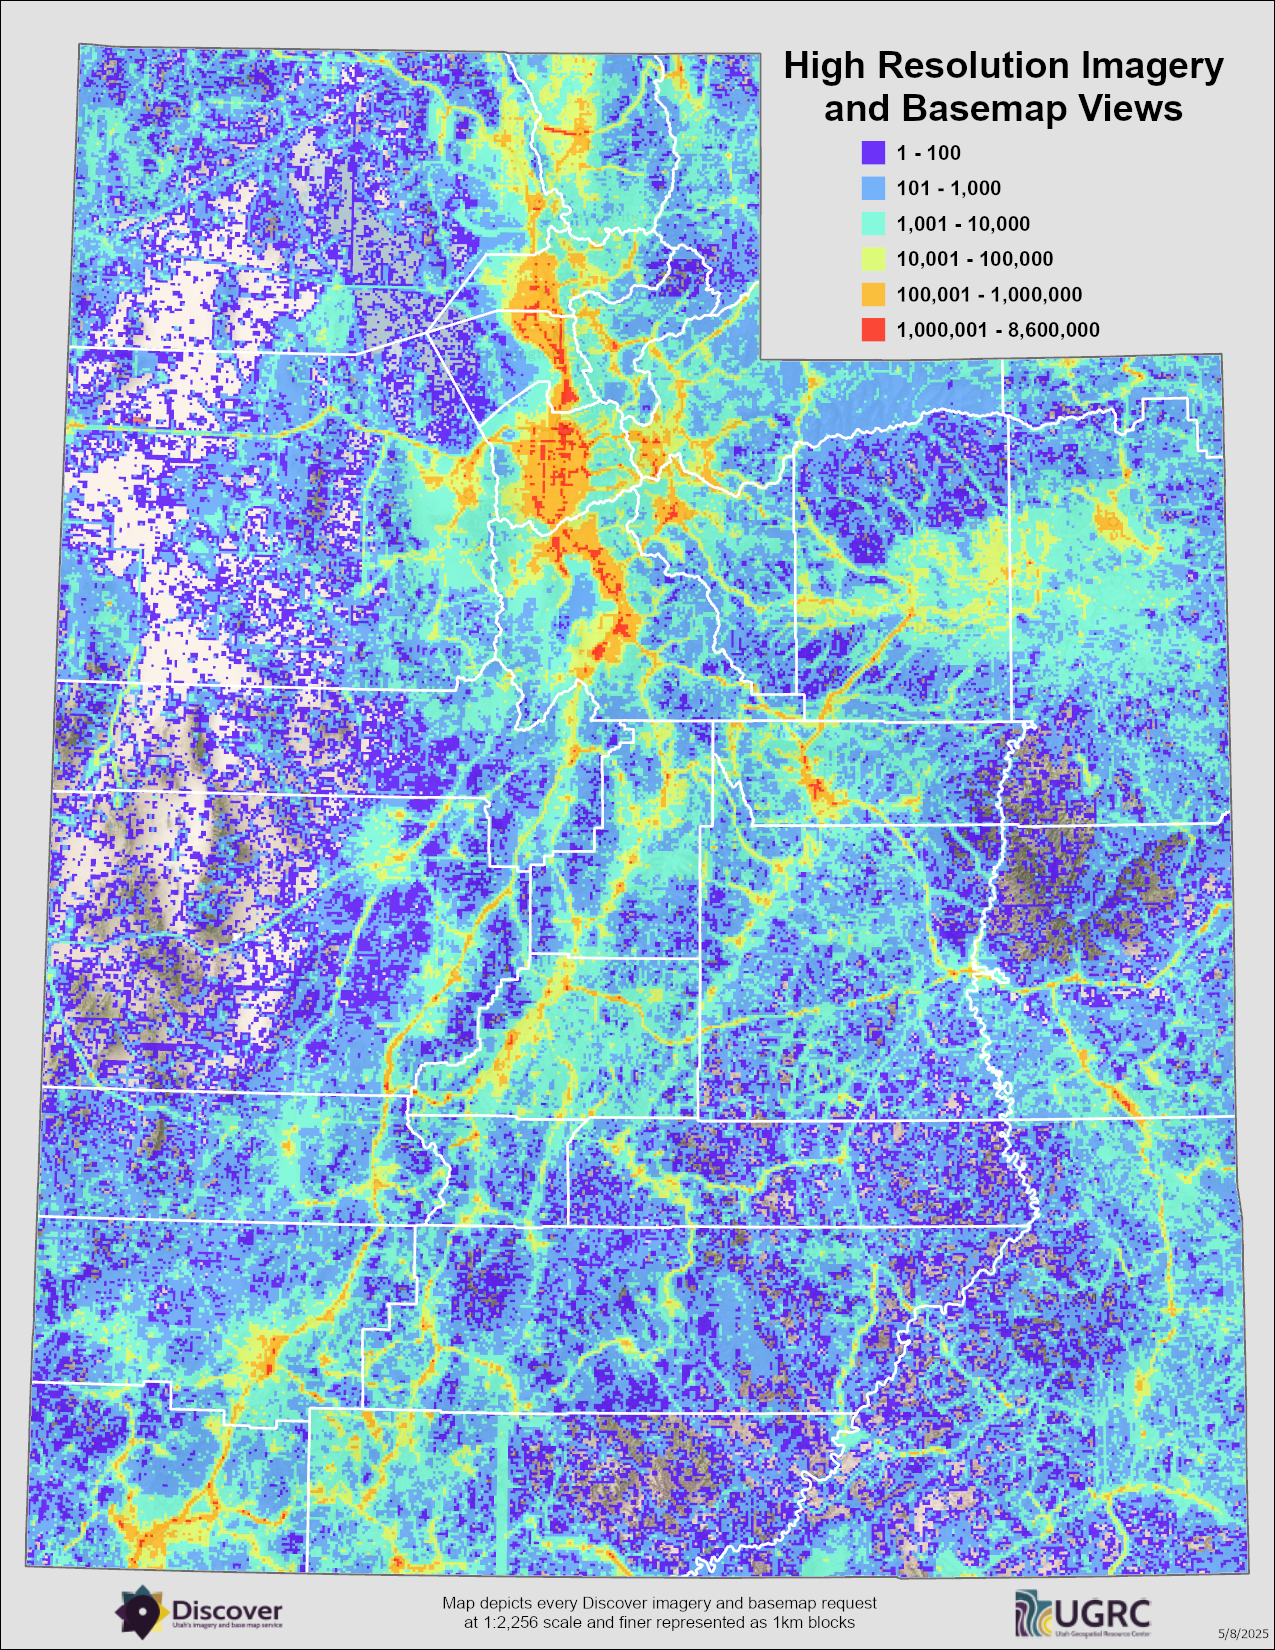 High Resolution Imagery
and Basemap Views
1 - 100
101 - 1,000
1,001 - 10,000
10,001 - 100,000
100,001 - 1,000,000
1,000,001 - 8,600,000
Discover
Utah's imagery and base map service
Map depicts every Discover imagery and basemap request
at 1:2,256 scale and finer represented as 1km blocks
UGRC
Utah Geospatial Resource Center
5/8/2025